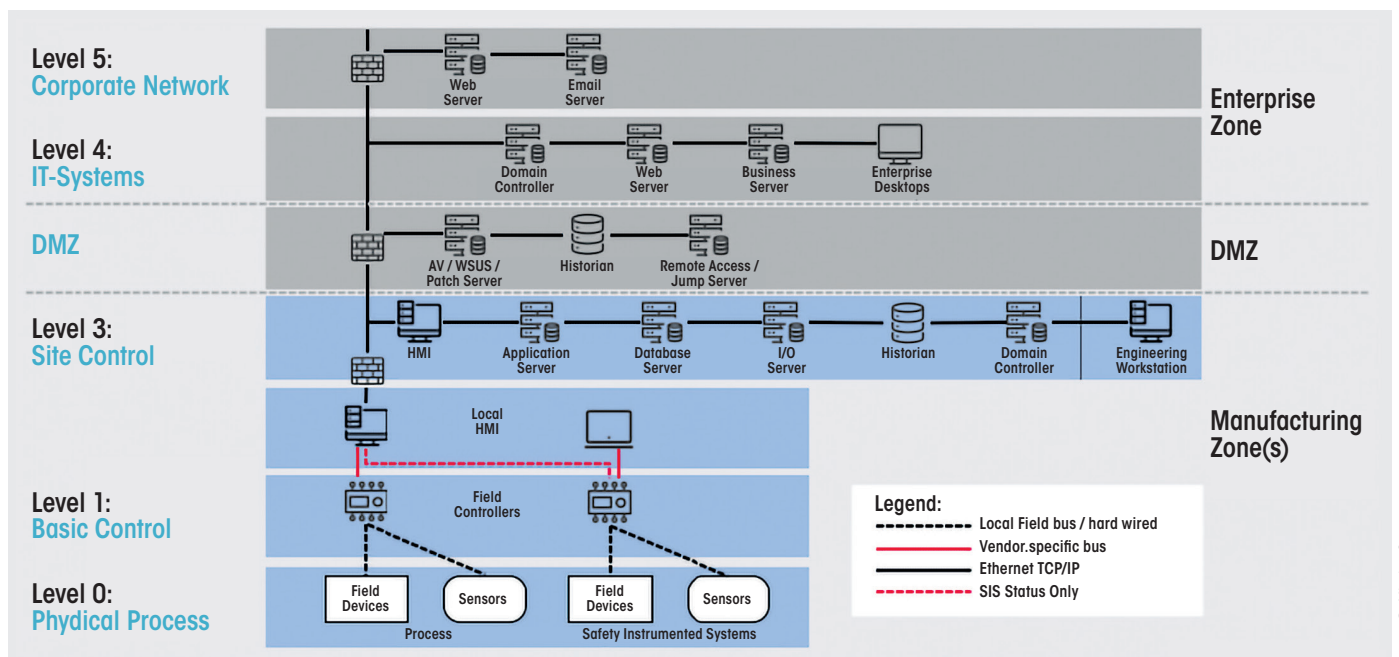 Level 5:
Corporate Network
Web
Server
Email
Server
Enterprise
Zone
Level 4:
IT-Systems
Domain
Controller
Web
Server
Business
Server
Enterprise
Desktops
DMZ
AV / WSUS /
Patch Server
Historian
Remote Access /
Jump Server
DMZ
Level 3:
Site Control
HMI
Application
Server
Database
Server
I/O
Server
Historian
Domain
Controller
Engineering
Workstation
Local
HMI
Manufacturing
Zone(s)
Level 1:
Basic Control
Field
Controllers
Level 0:
Phydical Process
Field
Devices
Sensors
Field
Devices
Sensors
Process
Safety Instrumented Systems
Legend:
Local Field bus / hard wired
Vendor.specific bus
Ethernet TCP/IP
SIS Status Only